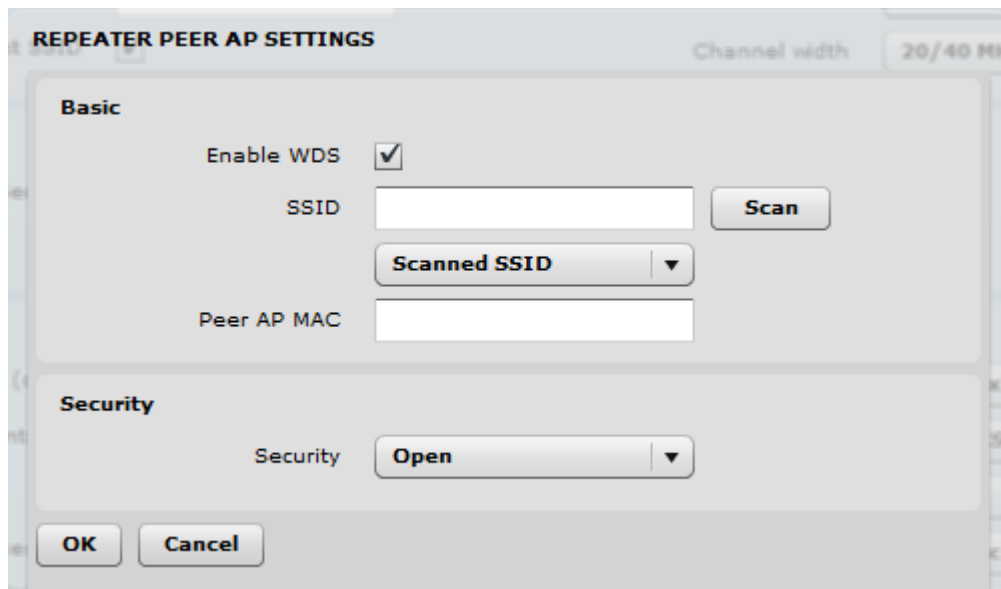 REPEATER PEER AP SETTINGS
Channel width 20/40
Basic
Enable WDS
SSID Scan
Scanned SSID
Peer AP MAC
Security
Security Open
OK Cancel